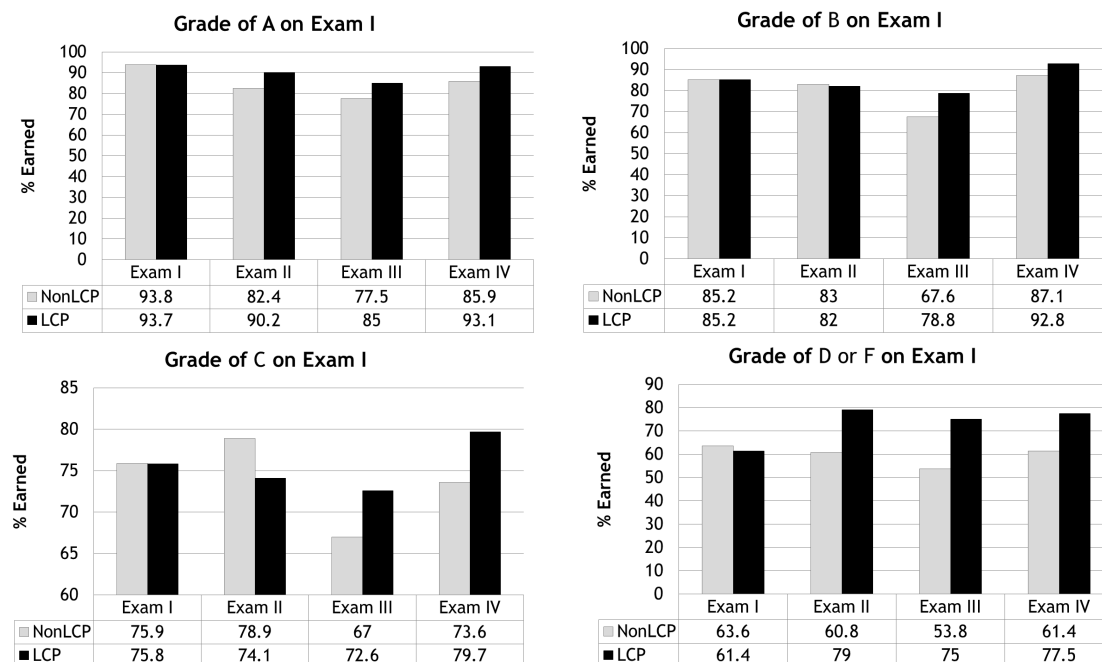 Grade of A on Exam I
% Earned
100
90
80
70
60
50
40
30
20
10
0
Exam I Exam II Exam III Exam IV
NonLCP 93.8 82.4 77.5 85.9
LCP 93.7 90.2 85 93.1
Grade of B on Exam I
% Earned
100
90
80
70
60
50
40
30
20
10
0
Exam I Exam II Exam III Exam IV
NonLCP 85.2 83 67.6 87.1
LCP 85.2 82 78.8 92.8
Grade of C on Exam I
% Earned
85
80
75
70
65
60
Exam I Exam II Exam III Exam IV
NonLCP 75.9 78.9 67 73.6
LCP 75.8 74.1 72.6 79.7
Grade of D or F on Exam I
% Earned
90
80
70
60
50
40
30
20
10
0
Exam I Exam II Exam III Exam IV
NonLCP 63.6 60.8 53.8 61.4
LCP 61.4 79 75 77.5